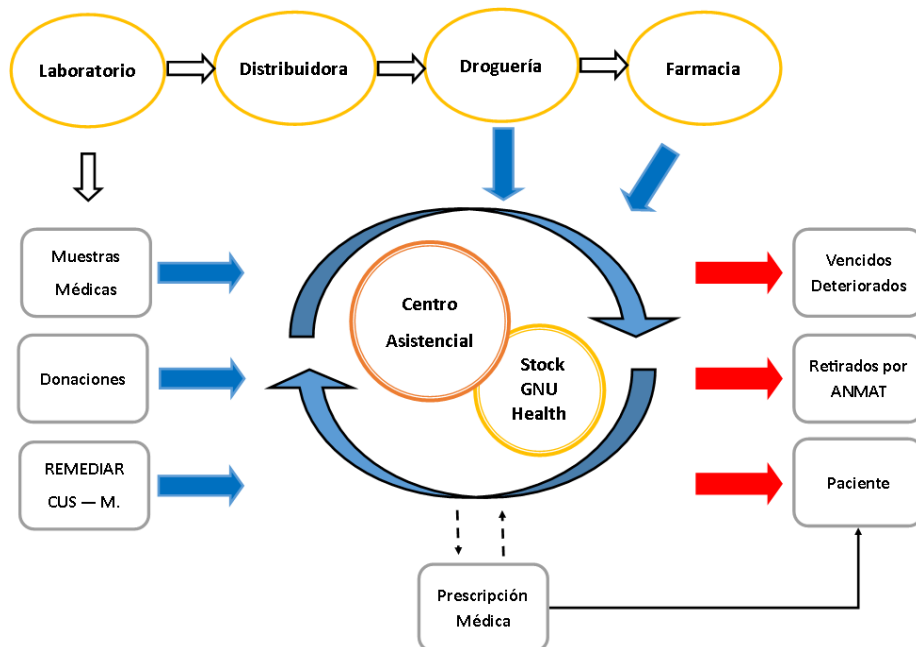 Laboratorio
Distribuidora
Droguería
Farmacia
Muestras
Médicas
Donaciones
REMEDIAR
CUS — M.
Centro
Asistencial
Stock
GNU
Health
Vencidos
Deteriorados
Retirados por
ANMAT
Paciente
Prescripción
Médica